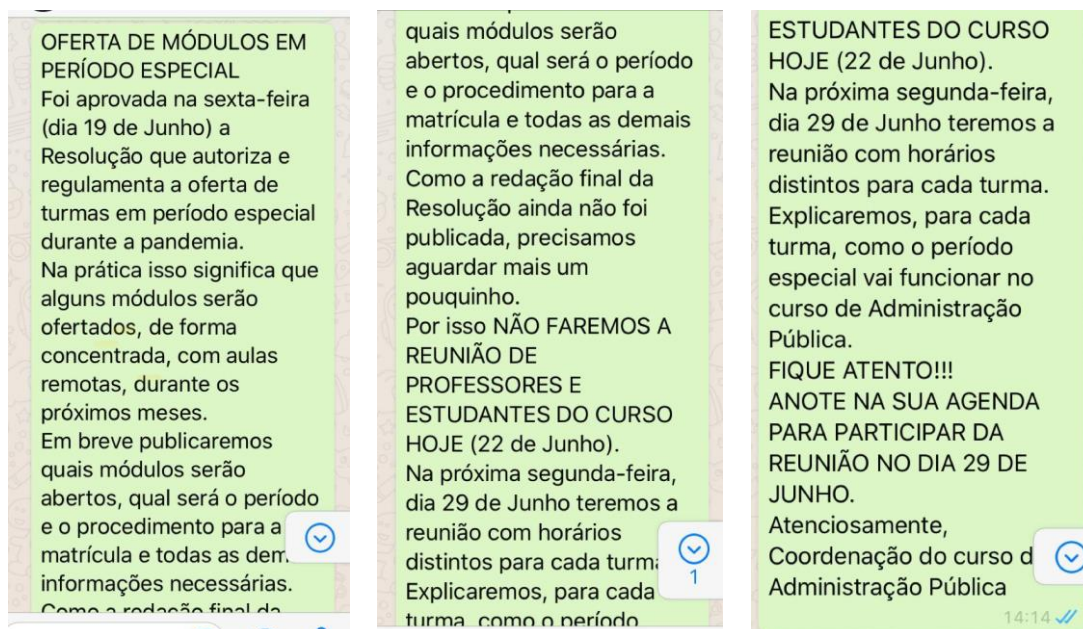 OFERTA DE MÓDULOS EM
PERÍODO ESPECIAL
Foi aprovada na sexta-feira
(dia 19 de Junho) a
Resolução que autoriza e
regulamenta a oferta de
turmas em período especial
durante a pandemia.
Na prática isso significa que
alguns módulos serão
ofertados, de forma
concentrada, com aulas
remotas, durante os
próximos meses.
Em breve publicaremos
quais módulos serão
abertos, qual será o período
e o procedimento para a
matrícula e todas as dem
informações necessárias.
Como a redação final da
quais módulos serão
abertos, qual será o período
e o procedimento para a
matrícula e todas as demais
informações necessárias.
Como a redação final da
Resolução ainda não foi
publicada, precisamos
aguardar mais um
pouquinho.
Por isso NÃO FAREMOS A
REUNIÃO DE
PROFESSORES E
ESTUDANTES DO CURSO
HOJE (22 de Junho).
Na próxima segunda-feira,
dia 29 de Junho teremos a
reunião com horários
distintos para cada turma
1
Explicaremos, para cada
turma, como o período
ESTUDANTES DO CURSO
HOJE (22 de Junho).
Na próxima segunda-feira,
dia 29 de Junho teremos a
reunião com horários
distintos para cada turma.
Explicaremos, para cada
turma, como o período
especial vai funcionar no
curso de Administração
Pública.
FIQUE ATENTO!!!
ANOTE NA SUA AGENDA
PARA PARTICIPAR DA
REUNIÃO NO DIA 29 DE
JUNHO.
Atenciosamente,
Coordenação do curso d
Administração Pública
14:14